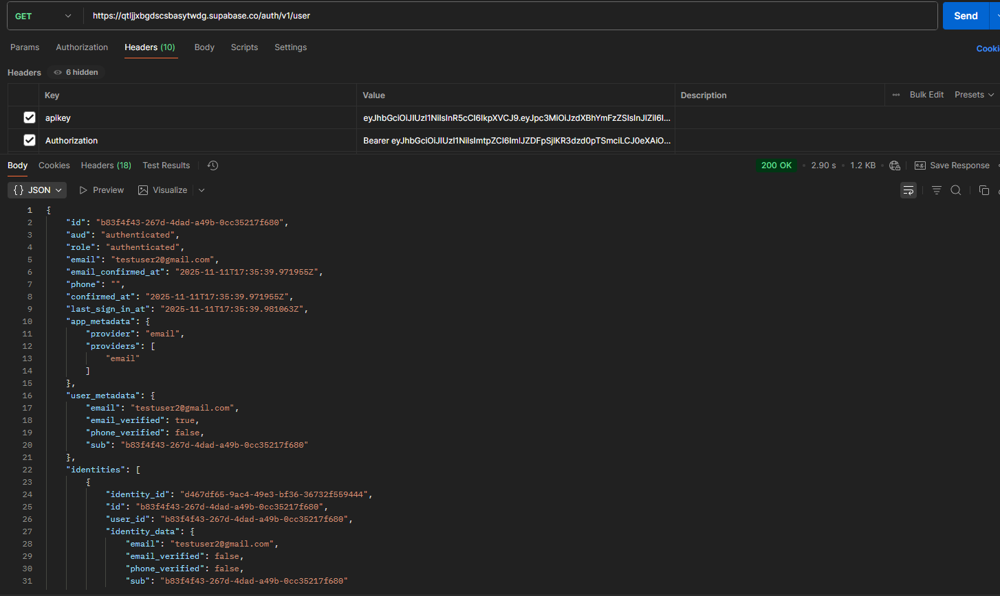 GET https://qtljjxbgdscsbasytwdg.supabase.co/auth/v1/user Send
Params Authorization Headers (10) Body Scripts Settings Cooki
Headers 6 hidden
Key Value Description Bulk Edit Presets
apikey eyJhbGciOiJIUzI1NiIsInR5cCI6IkpXVCJ9.eyJpc3MiOiJzdXBhYmFzZSIsInJlZiI6I...
Authorization Bearer eyJhbGciOiJIUzI1NiIsImtpZCI6ImlJZDFpSjlKR3dzd0pTSmciLCJ0eXAiO...
Body Cookies Headers (18) Test Results 200 OK • 2.90 s • 1.2 KB • Save Response
{} JSON Preview Visualize
1 {
2 "id": "b83f4f43-267d-4dad-a49b-0cc35217f680",
3 "aud": "authenticated",
4 "role": "authenticated",
5 "email": "testuser2@gmail.com",
6 "email_confirmed_at": "2025-11-11T17:35:39.971955Z",
7 "phone": "",
8 "confirmed_at": "2025-11-11T17:35:39.971955Z",
9 "last_sign_in_at": "2025-11-11T17:35:39.981063Z",
10 "app_metadata": {
11 "provider": "email",
12 "providers": [
13 "email"
14 ]
15 },
16 "user_metadata": {
17 "email": "testuser2@gmail.com",
18 "email_verified": true,
19 "phone_verified": false,
20 "sub": "b83f4f43-267d-4dad-a49b-0cc35217f680"
21 },
22 "identities": [
23 {
24 "identity_id": "d467df65-9ac4-49e3-bf36-36732f559444",
25 "id": "b83f4f43-267d-4dad-a49b-0cc35217f680",
26 "user_id": "b83f4f43-267d-4dad-a49b-0cc35217f680",
27 "identity_data": {
28 "email": "testuser2@gmail.com",
29 "email_verified": false,
30 "phone_verified": false,
31 "sub": "b83f4f43-267d-4dad-a49b-0cc35217f680"